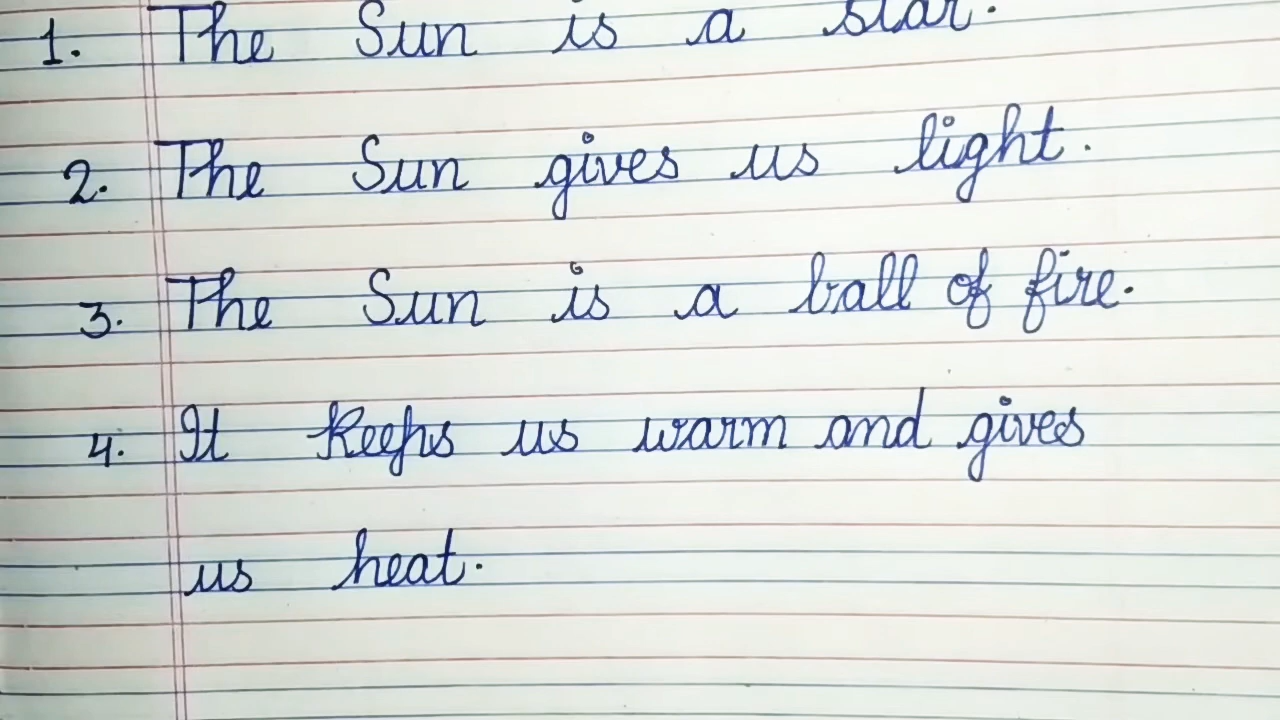 1. The Sun is a star.
2. The Sun gives us light.
3. The Sun is a ball of fire.
4. It keeps us warm and gives
us heat.